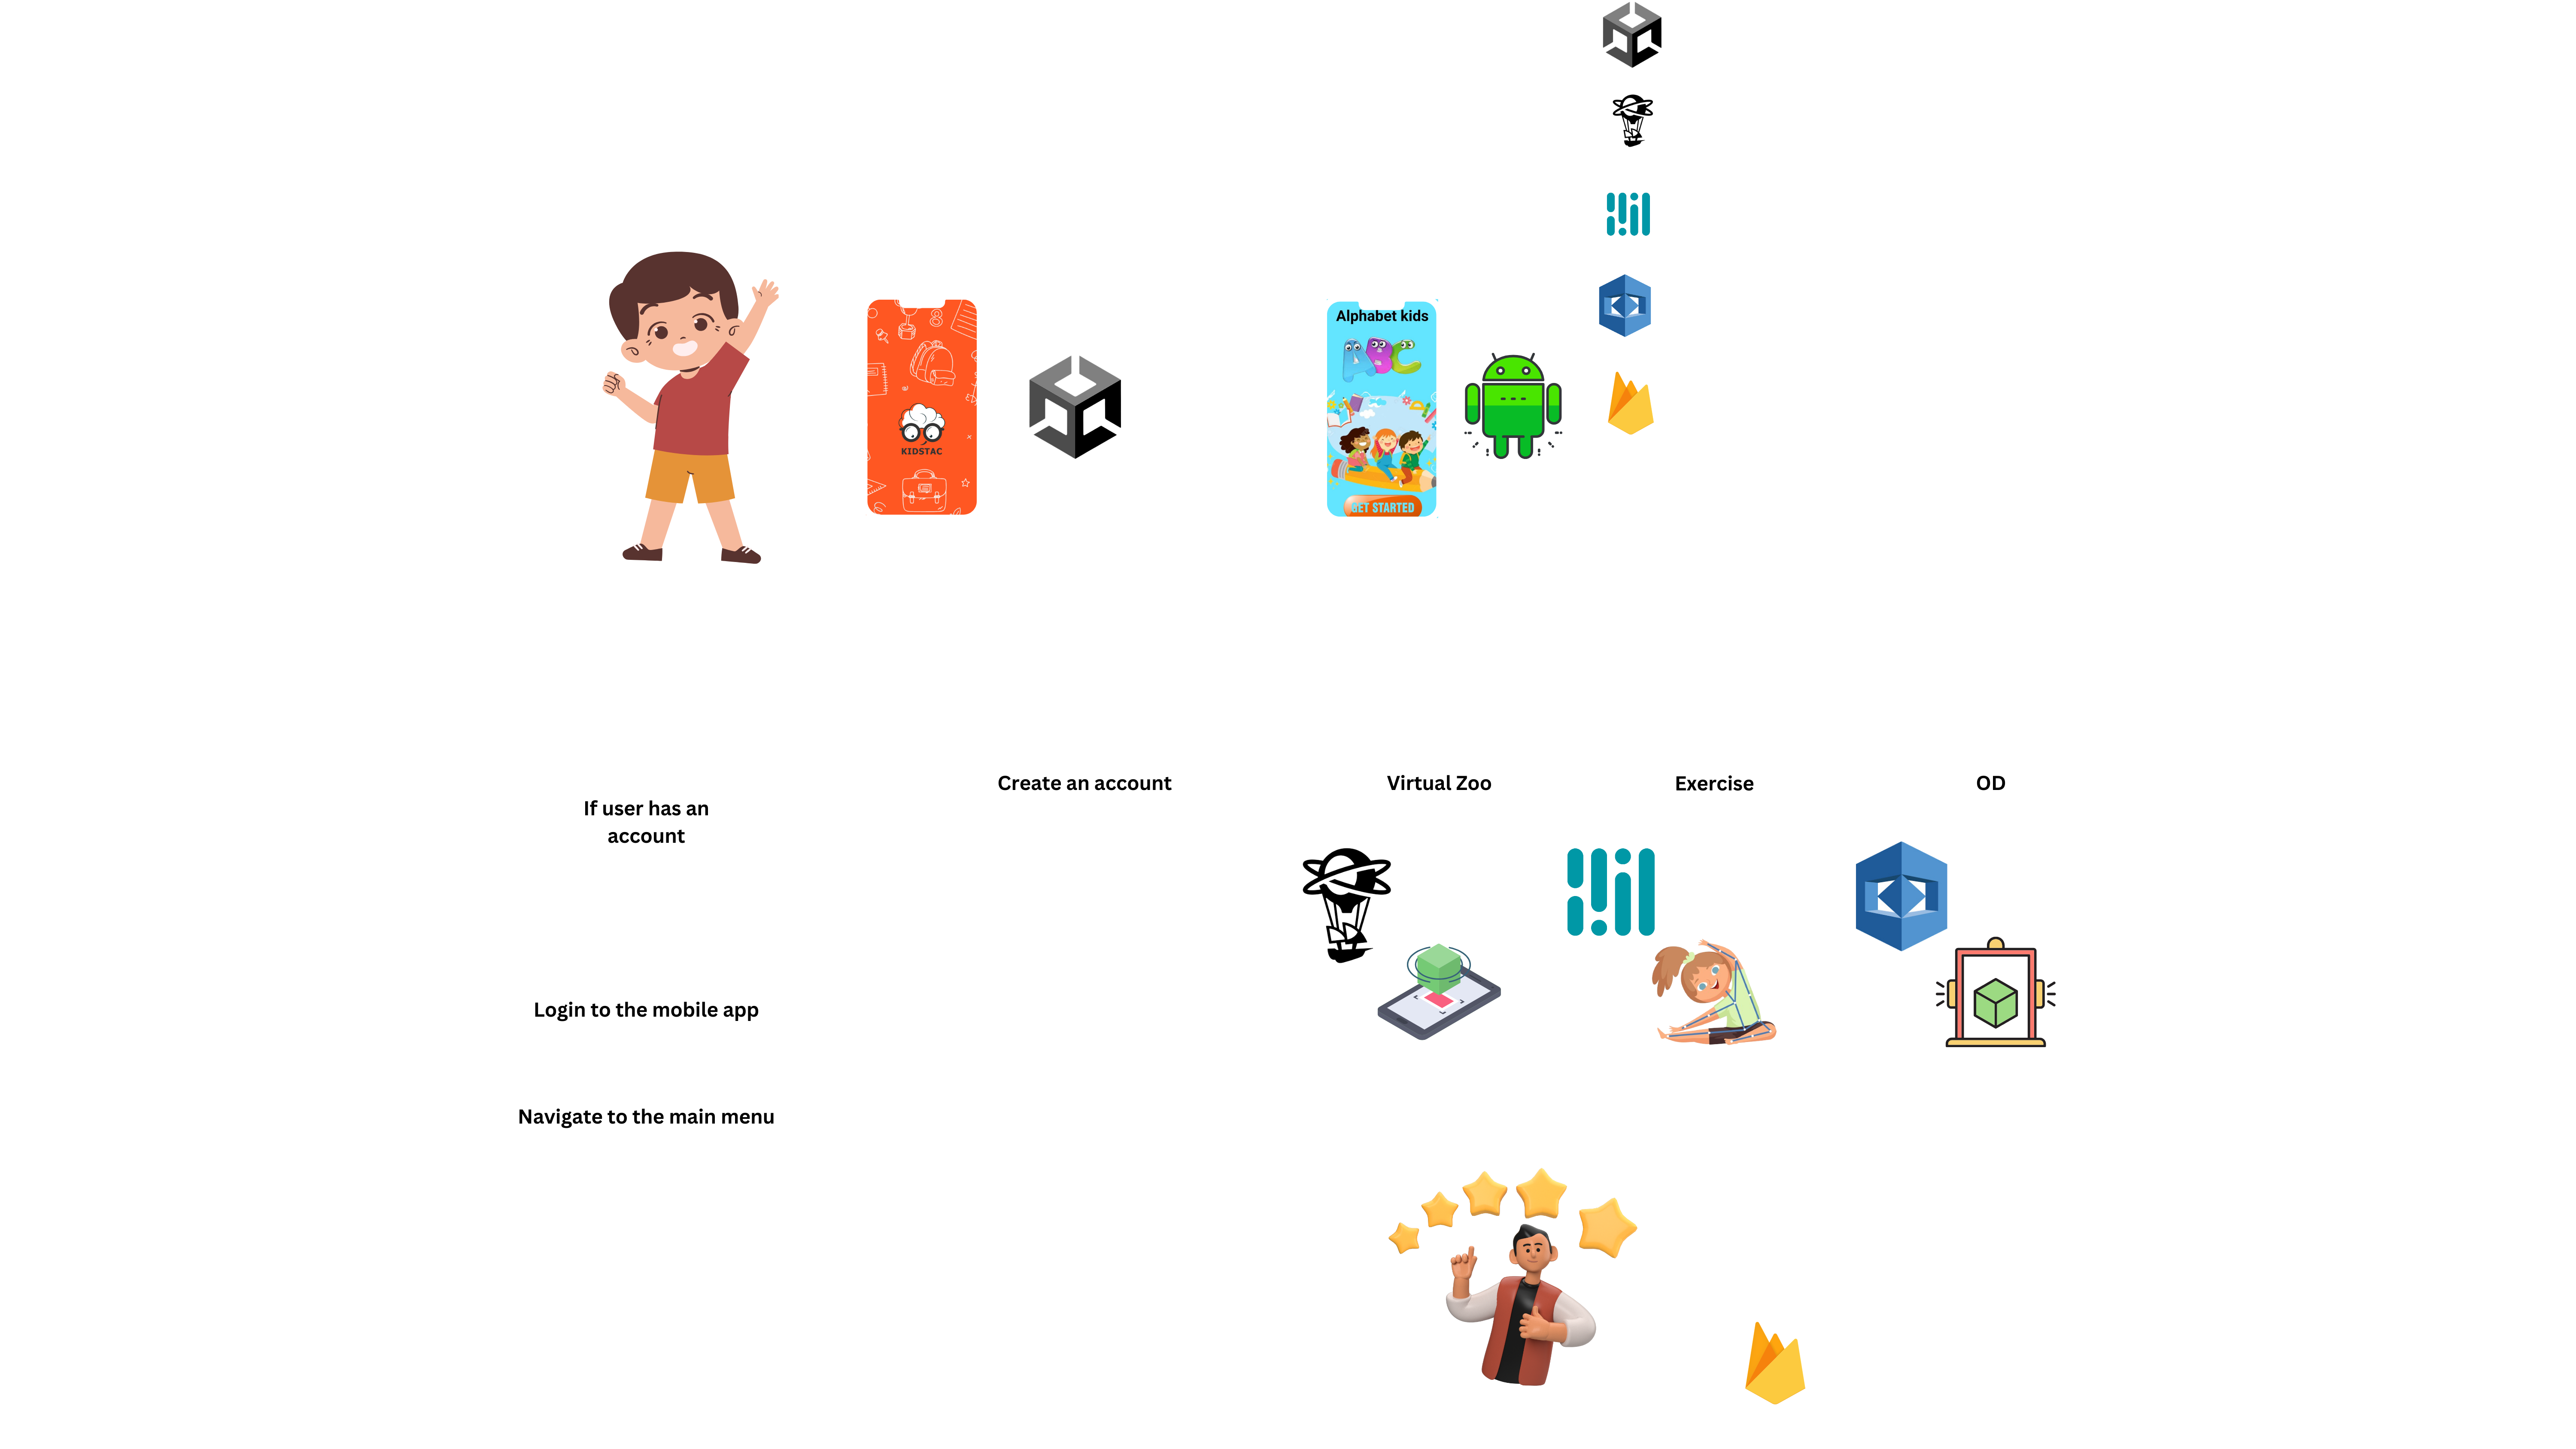 Alphabet kids
ABC
KIDSTAC
GET STARTED
Create an account
Virtual Zoo
Exercise
OD
If user has an
account
Login to the mobile app
Navigate to the main menu